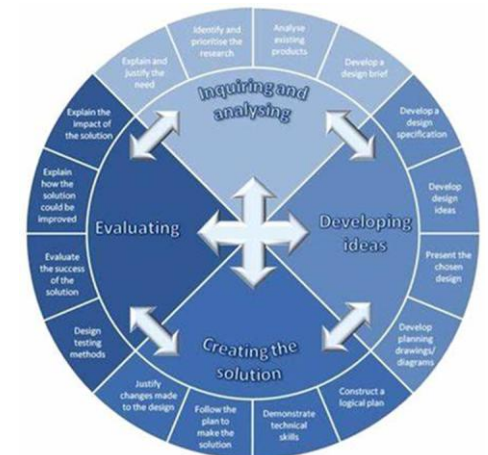 Explain and
justify the
need
Identify and
prioritise the
research
Analyse
existing
products
Develop a
design brief
Develop a
design
specification
Develop
design
ideas
Present the
chosen
design
Develop
planning
drawings/
diagrams
Construct a
logical plan
Demonstrate
technical
skills
Follow the
plan to
make the
solution
Justify
changes made
to the design
Design
testing
methods
Evaluate
the success
of the
solution
Explain
how the
solution
could be
improved
Explain the
impact of
the solution
Inquiring and
analysing
Developing
ideas
Creating the
solution
Evaluating